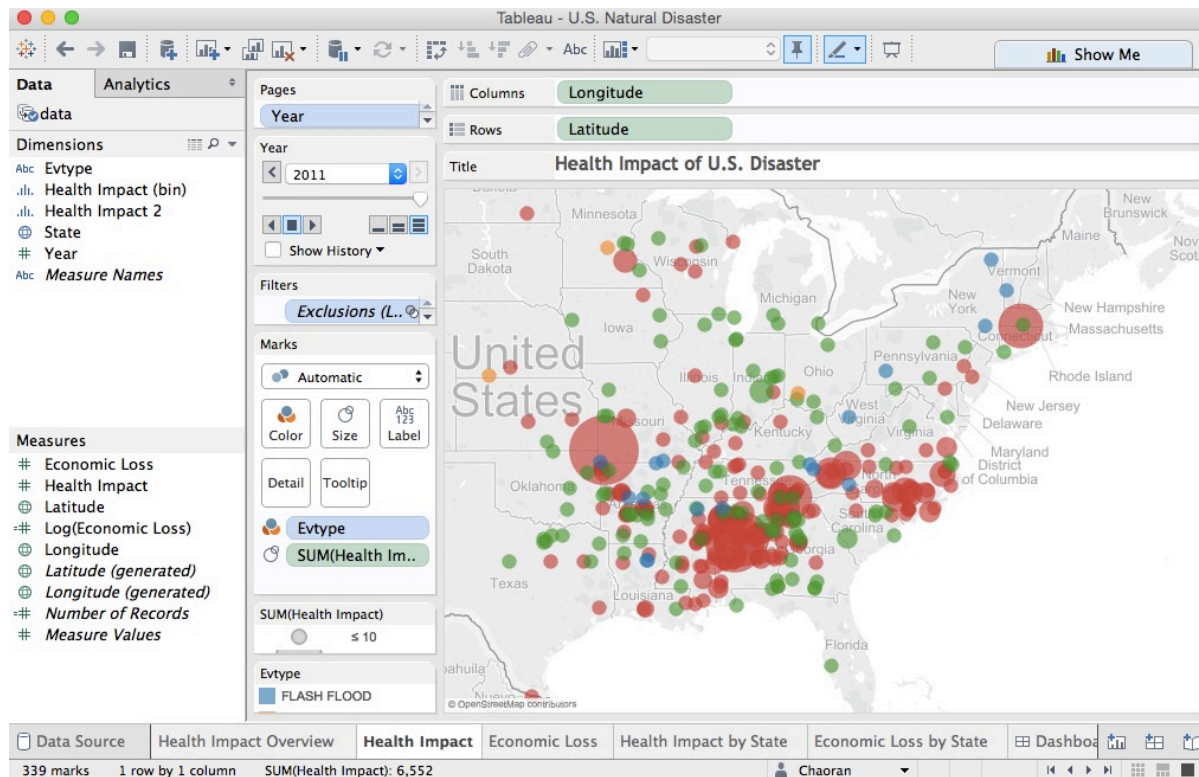 Tableau - U.S. Natural Disaster
Abc
Show Me
Data
Analytics
data
Dimensions
Abc Evtype
Health Impact (bin)
Health Impact 2
State
# Year
Abc Measure Names
Measures
# Economic Loss
# Health Impact
Latitude
=# Log(Economic Loss)
Longitude
Latitude (generated)
Longitude (generated)
=# Number of Records
# Measure Values
Pages
Year
Year
2011
Show History
Filters
Exclusions (L..
Marks
Automatic
Color
Size
Abc
123
Label
Detail
Tooltip
Evtype
SUM(Health Im..
SUM(Health Impact)
≤ 10
Evtype
FLASH FLOOD
Columns
Longitude
Rows
Latitude
Title
Health Impact of U.S. Disaster
Minnesota
South
Dakota
Wisconsin
Michigan
Iowa
United
States
Illinois
Ohio
Pennsylvania
New
York
Vermont
Maine
New
Brunswick
New Hampshire
Massachusetts
Connecticut
Rhode Island
New Jersey
Delaware
Maryland
District
of Columbia
West
Virginia
Virginia
Kentucky
Missouri
Tennessee
North
South
Carolina
Georgia
Oklahoma
Arkansas
Texas
Louisiana
Florida
© OpenStreetMap contributors
Data Source
Health Impact Overview
Health Impact
Economic Loss
Health Impact by State
Economic Loss by State
Dashboa
339 marks
1 row by 1 column
SUM(Health Impact): 6,552
Chaoran